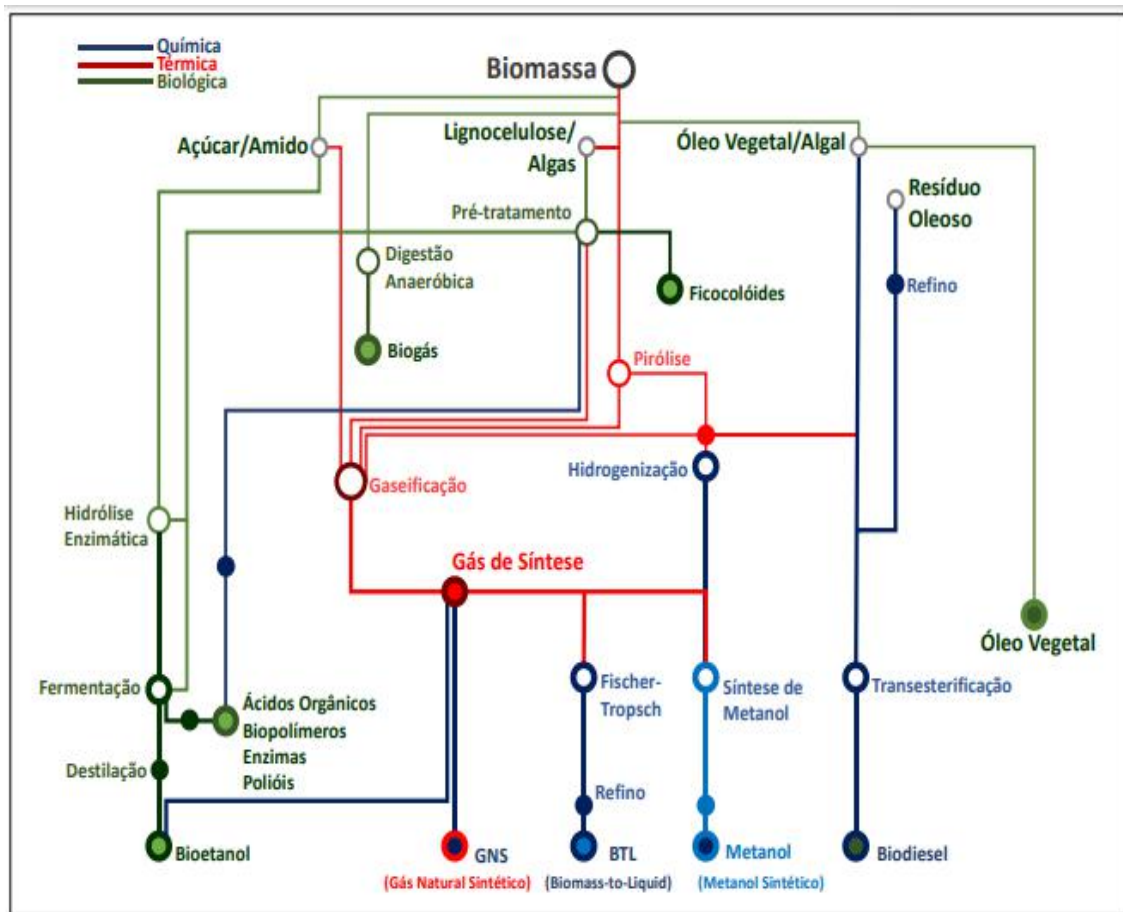 Química
Térmica
Biológica
Biomassa
Açúcar/Amido
Lignocelulose/
Algas
Óleo Vegetal/Algal
Resíduo
Oleoso
Pré-tratamento
Digestão
Anaeróbica
Ficocolóides
Refino
Biogás
Pirólise
Hidrogenização
Gaseificação
Hidrólise
Enzimática
Gás de Síntese
Óleo Vegetal
Fermentação
Ácidos Orgânicos
Biopolímeros
Enzimas
Polióis
Fischer-
Tropsch
Síntese de
Metanol
Transesterificação
Destilação
Refino
Bioetanol
GNS
(Gás Natural Sintético)
BTL
(Biomass-to-Liquid)
Metanol
(Metanol Sintético)
Biodiesel